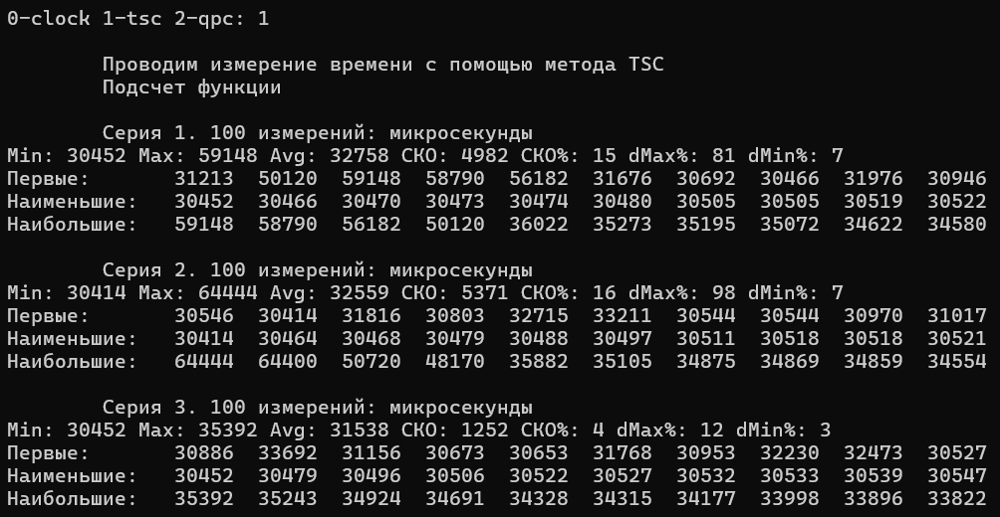 0-clock 1-tsc 2-qpc: 1
Проводим измерение времени с помощью метода TSC
Подсчет функции
Серия 1. 100 измерений: микросекунды
Min: 30452 Max: 59148 Avg: 32758 СКО: 4982 СКО%: 15 dMax%: 81 dMin%: 7
Первые: 31213 50120 59148 58790 56182 31676 30692 30466 31976 30946
Наименьшие: 30452 30466 30470 30473 30474 30480 30505 30505 30519 30522
Наибольшие: 59148 58790 56182 50120 36022 35273 35195 35072 34622 34580
Серия 2. 100 измерений: микросекунды
Min: 30414 Max: 64444 Avg: 32559 СКО: 5371 СКО%: 16 dMax%: 98 dMin%: 7
Первые: 30546 30414 31816 30803 32715 33211 30544 30544 30970 31017
Наименьшие: 30414 30464 30468 30479 30488 30497 30511 30518 30518 30521
Наибольшие: 64444 64400 50720 48170 35882 35105 34875 34869 34859 34554
Серия 3. 100 измерений: микросекунды
Min: 30452 Max: 35392 Avg: 31538 СКО: 1252 СКО%: 4 dMax%: 12 dMin%: 3
Первые: 30886 33692 31156 30673 30653 31768 30953 32230 32473 30527
Наименьшие: 30452 30479 30496 30506 30522 30527 30532 30533 30539 30547
Наибольшие: 35392 35243 34924 34691 34328 34315 34177 33998 33896 33822